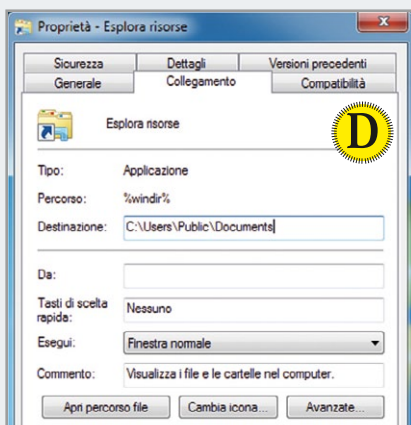 Proprietà - Esplora risorse
x
Sicurezza Dettagli Versioni precedenti
Generale Collegamento Compatibilità
Esplora risorse
D
Tipo: Applicazione
Percorso: %windir%
Destinazione: C:\Users\Public\Documents
Da:
Tasti di scelta rapida: Nessuno
Esegui: Finestra normale
Commento: Visualizza i file e le cartelle nel computer.
Apri percorso file Cambia icona... Avanzate...